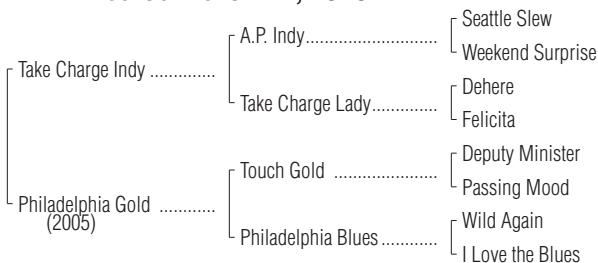 Seattle Slew
A.P. Indy..............................
Weekend Surprise
Take Charge Indy .............
Dehere
Take Charge Lady...............
Felicita
Deputy Minister
Touch Gold .......................
Passing Mood
Philadelphia Gold ............
(2005)
Wild Again
Philadelphia Blues............
I Love the Blues